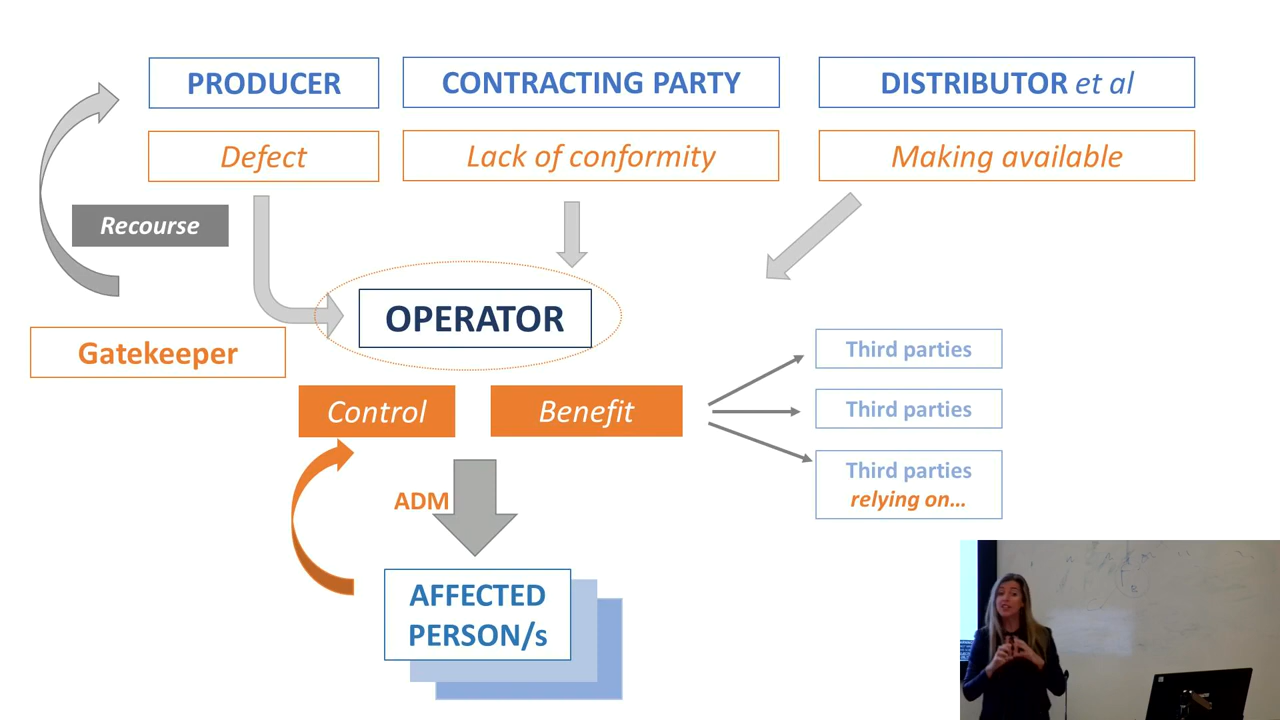 PRODUCER
CONTRACTING PARTY
DISTRIBUTOR et al
Defect
Lack of conformity
Making available
Recourse
OPERATOR
Gatekeeper
Third parties
Control
Benefit
Third parties
Third parties
relying on...
ADM
AFFECTED
PERSON/s